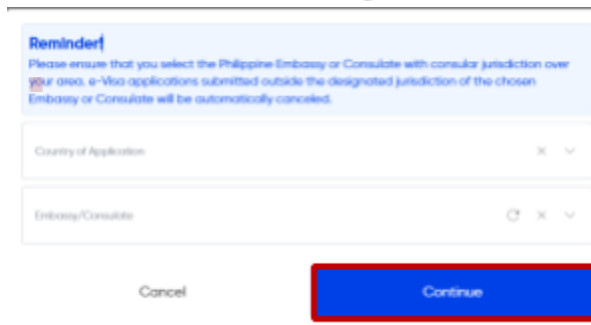 Reminder!
Please ensure that you select the Philippine Embassy or Consulate with consular jurisdiction over
your area. e-Visa applications submitted outside the designated jurisdiction of the chosen
Embassy or Consulate will be automatically canceled.
Country of Application
Embassy/Consulate
Cancel
Continue